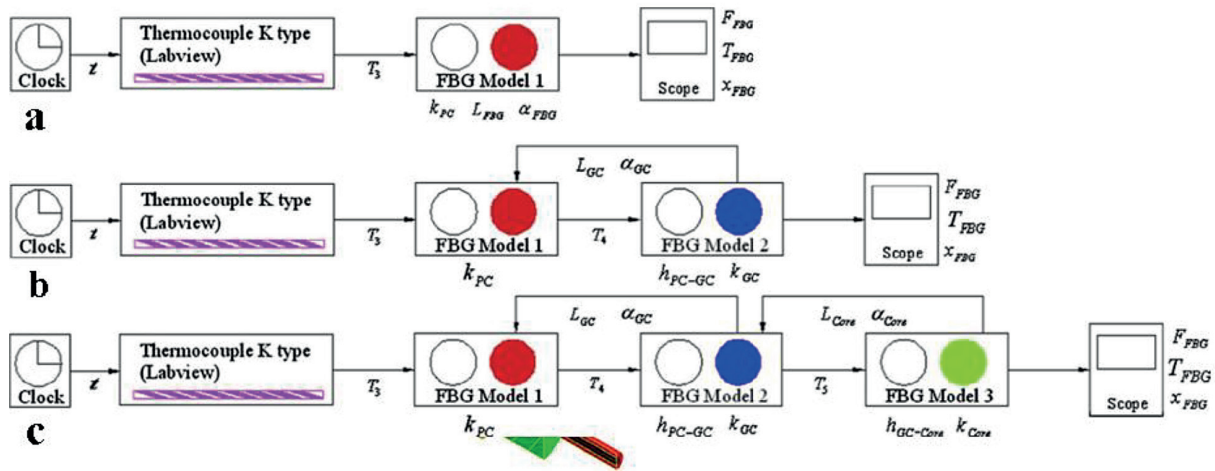 Clock
t
Thermocouple K type
(Labview)
T3
FBG Model 1
kPC LFBG αFBG
Scope
FFBG
TFBG
xFBG
a
Clock
t
Thermocouple K type
(Labview)
T3
FBG Model 1
kPC
LGC αGC
T4
FBG Model 2
hPC-GC kGC
Scope
FFBG
TFBG
xFBG
b
Clock
t
Thermocouple K type
(Labview)
T3
FBG Model 1
kPC
LGC αGC
T4
FBG Model 2
hPC-GC kGC
LCore αCore
T5
FBG Model 3
hGC-Core kCore
Scope
FFBG
TFBG
xFBG
c